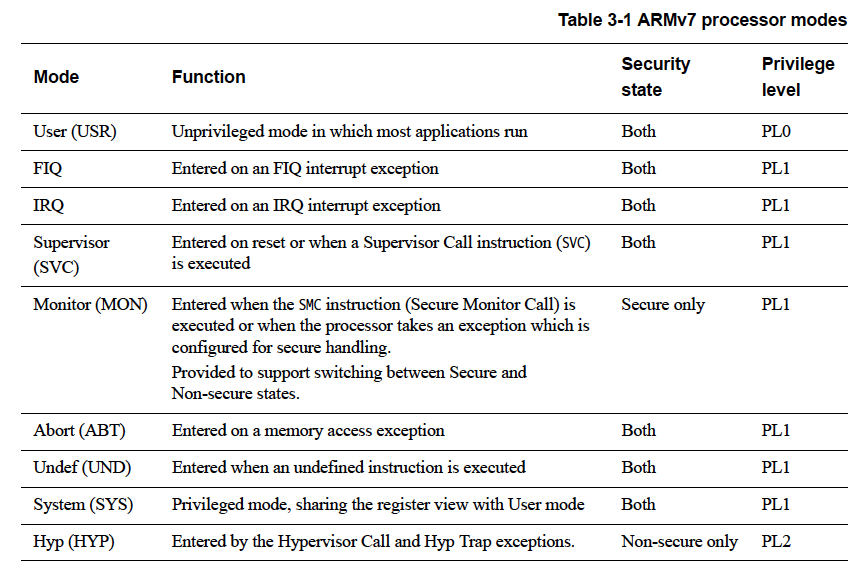 Table 3-1 ARMv7 processor modes
Mode Function Security state Privilege level
User (USR) Unprivileged mode in which most applications run Both PL0
FIQ Entered on an FIQ interrupt exception Both PL1
IRQ Entered on an IRQ interrupt exception Both PL1
Supervisor (SVC) Entered on reset or when a Supervisor Call instruction (SVC)
is executed Both PL1
Monitor (MON) Entered when the SMC instruction (Secure Monitor Call) is
executed or when the processor takes an exception which is
configured for secure handling.
Provided to support switching between Secure and
Non-secure states. Secure only PL1
Abort (ABT) Entered on a memory access exception Both PL1
Undef (UND) Entered when an undefined instruction is executed Both PL1
System (SYS) Privileged mode, sharing the register view with User mode Both PL1
Hyp (HYP) Entered by the Hypervisor Call and Hyp Trap exceptions. Non-secure only PL2